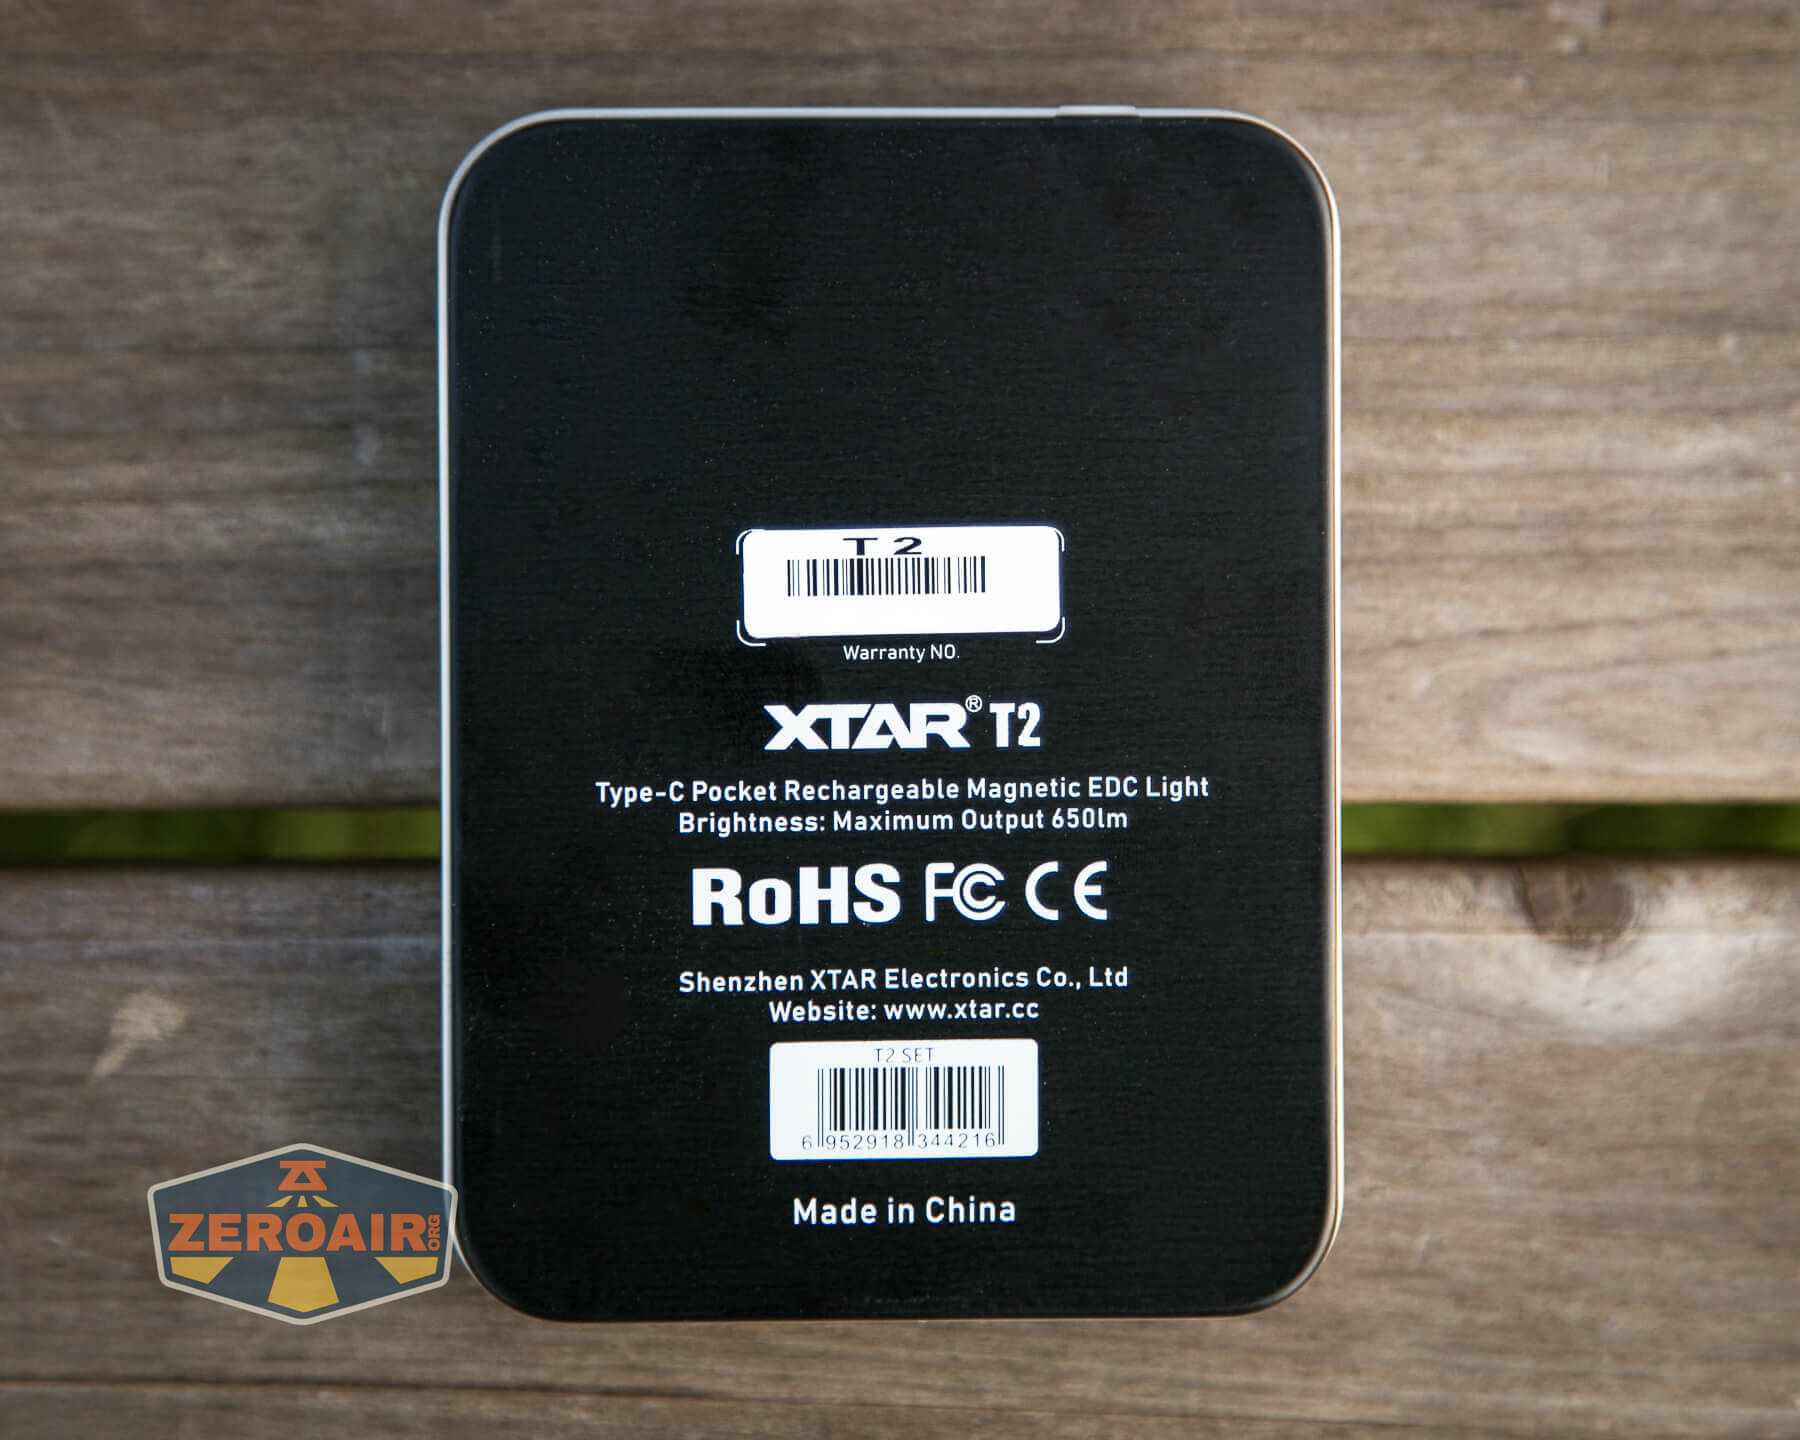 T 2
Warranty NO.
XTAR® T2
Type-C Pocket Rechargeable Magnetic EDC Light
Brightness: Maximum Output 650lm
RoHS FC CE
Shenzhen XTAR Electronics Co., Ltd
Website: www.xtar.cc
T2 SET
6 952918 344216
Made in China
ZEROAIR.ORG